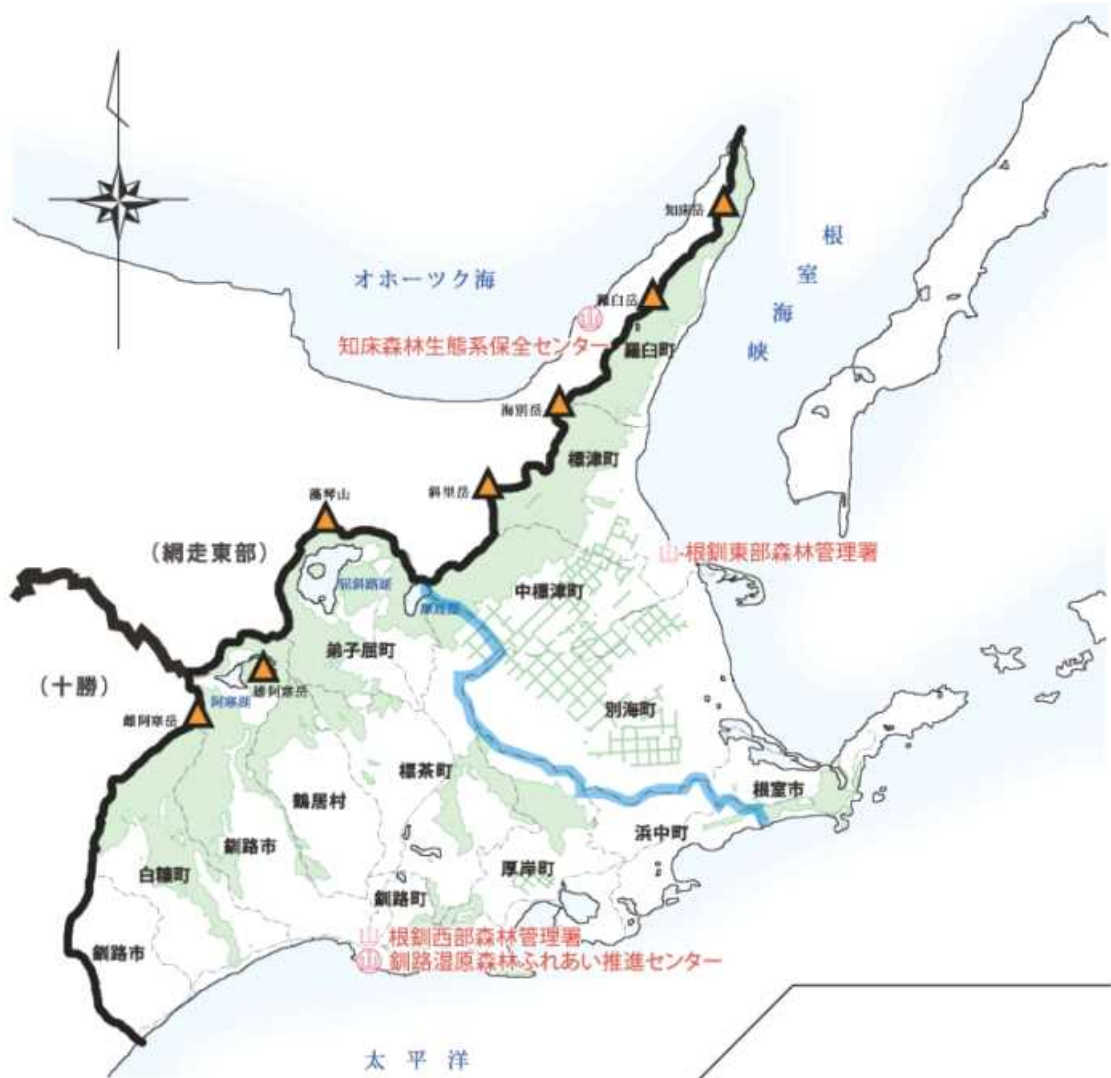 知床岳
根
室
海
峡
オホーツク海
羅臼岳
山
知床森林生態系保全センター
羅臼町
海別岳
標津町
斜里岳
藻琴山
(網走東部)
山 根釧東部森林管理署
屈斜路湖
摩周湖
中標津町
弟子屈町
(十勝)
雄阿寒岳
阿寒湖
雌阿寒岳
別海町
標茶町
根室市
鶴居村
浜中町
釧路市
厚岸町
白糠町
釧路町
山 根釧西部森林管理署
釧路市
山 釧路湿原森林ふれあい推進センター
太平洋